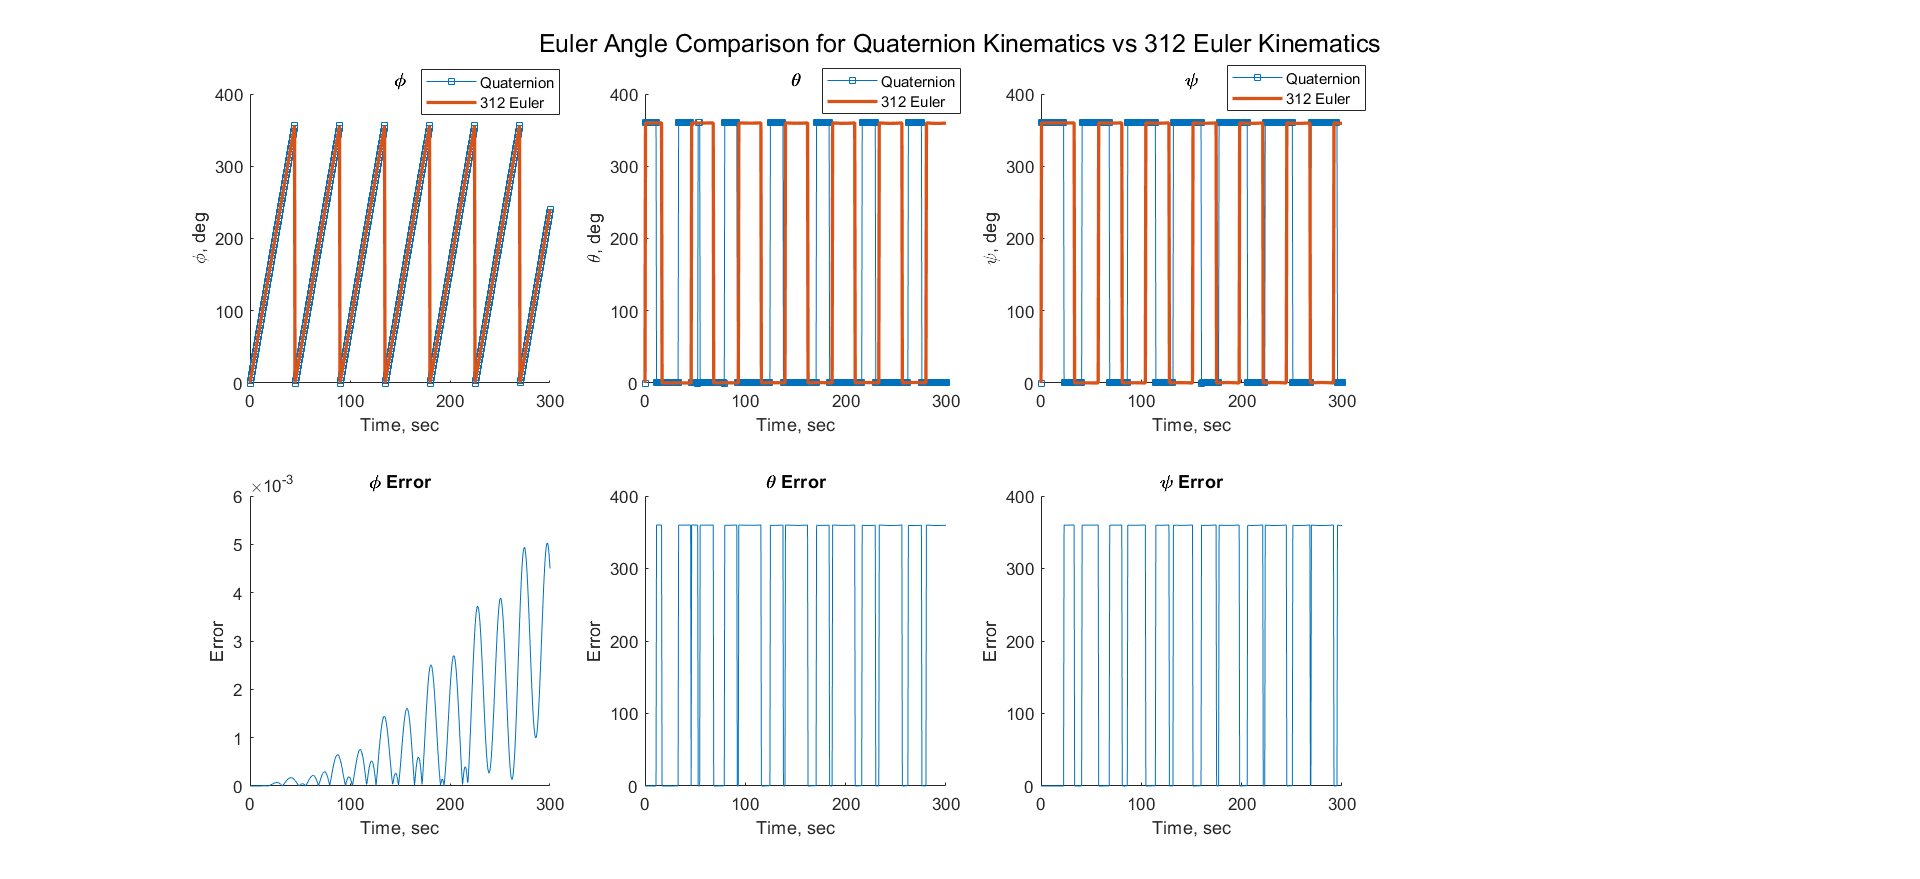 Euler Angle Comparison for Quaternion Kinematics vs 312 Euler Kinematics
ϕ
Quaternion
312 Euler
400
300
200
100
0
0 100 200 300
ϕ, deg
Time, sec
θ
Quaternion
312 Euler
400
300
200
100
0
0 100 200 300
θ, deg
Time, sec
ψ
Quaternion
312 Euler
400
300
200
100
0
0 100 200 300
ψ, deg
Time, sec
ϕ Error
×10⁻³
6
5
4
3
2
1
0
0 100 200 300
Error
Time, sec
θ Error
400
300
200
100
0
0 100 200 300
Error
Time, sec
ψ Error
400
300
200
100
0
0 100 200 300
Error
Time, sec